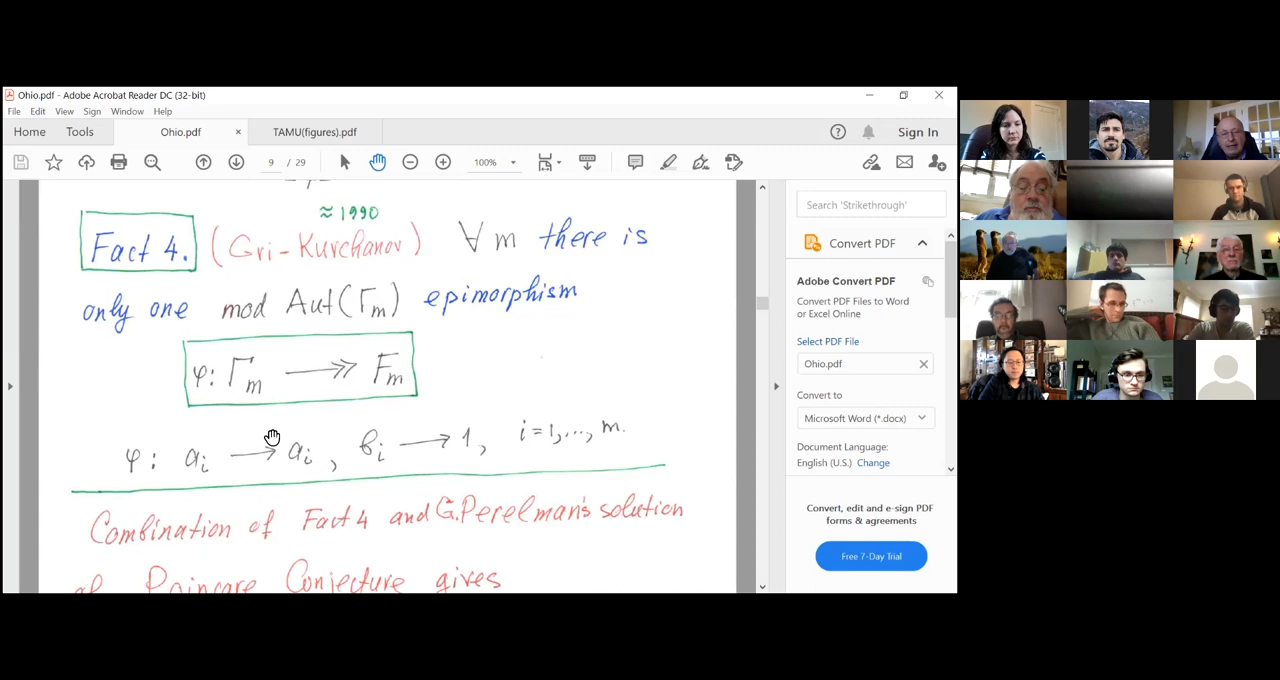 Ohio.pdf - Adobe Acrobat Reader DC (32-bit)
File Edit View Sign Window Help
Home Tools Ohio.pdf × TAMU(figures).pdf Sign In
9 / 29 100%
≈ 1990
Fact 4. (Gri-Kurchanov) ∀ m there is
only one mod Aut(Γm) epimorphism
φ: Γm ↠ Fm
φ: ai → ai, bi → 1, i=1,..., m.
Combination of Fact 4 and G.Perelman's solution
of Poincare Conjecture gives
Search 'Strikethrough'
Convert PDF
Adobe Convert PDF
Convert PDF Files to Word
or Excel Online
Select PDF File
Ohio.pdf
Convert to
Microsoft Word (*.docx)
Document Language:
English (U.S.) Change
Convert, edit and e-sign PDF
forms & agreements
Free 7-Day Trial